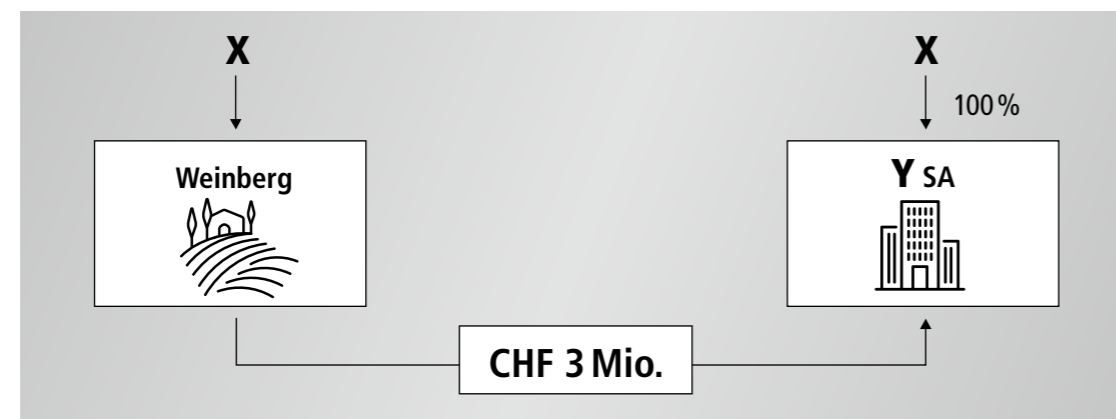 X
X
100 %
Weinberg
Y SA
CHF 3 Mio.